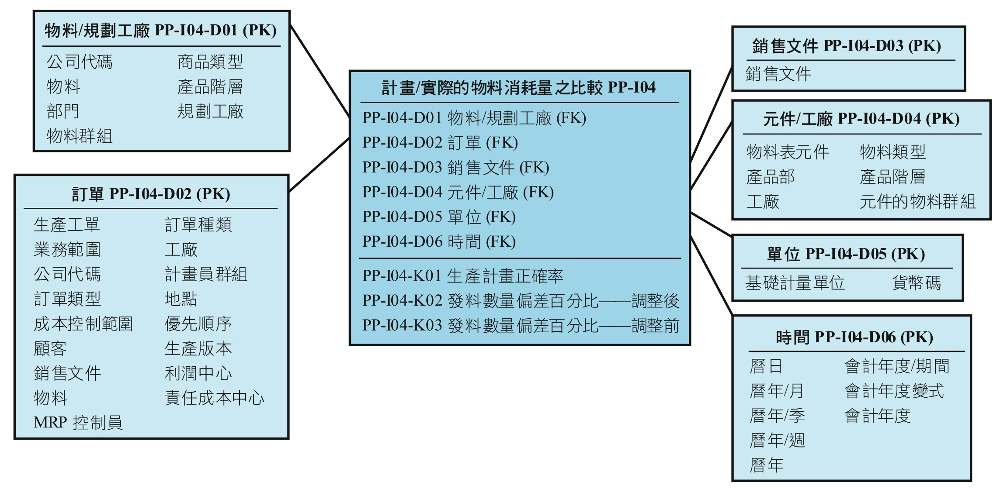 物料/規劃工廠 PP-I04-D01 (PK)
公司代碼 商品類型
物料 產品階層
部門 規劃工廠
物料群組
訂單 PP-I04-D02 (PK)
生產工單 訂單種類
業務範圍 工廠
公司代碼 計畫員群組
訂單類型 地點
成本控制範圍 優先順序
顧客 生產版本
銷售文件 利潤中心
物料 責任成本中心
MRP 控制員
計畫/實際的物料消耗量之比較 PP-I04
PP-I04-D01 物料/規劃工廠 (FK)
PP-I04-D02 訂單 (FK)
PP-I04-D03 銷售文件 (FK)
PP-I04-D04 元件/工廠 (FK)
PP-I04-D05 單位 (FK)
PP-I04-D06 時間 (FK)
PP-I04-K01 生產計畫正確率
PP-I04-K02 發料數量偏差百分比——調整後
PP-I04-K03 發料數量偏差百分比——調整前
銷售文件 PP-I04-D03 (PK)
銷售文件
元件/工廠 PP-I04-D04 (PK)
物料表元件 物料類型
產品部 產品階層
工廠 元件的物料群組
單位 PP-I04-D05 (PK)
基礎計量單位 貨幣碼
時間 PP-I04-D06 (PK)
曆日 會計年度/期間
曆年/月 會計年度變式
曆年/季 會計年度
曆年/週
曆年